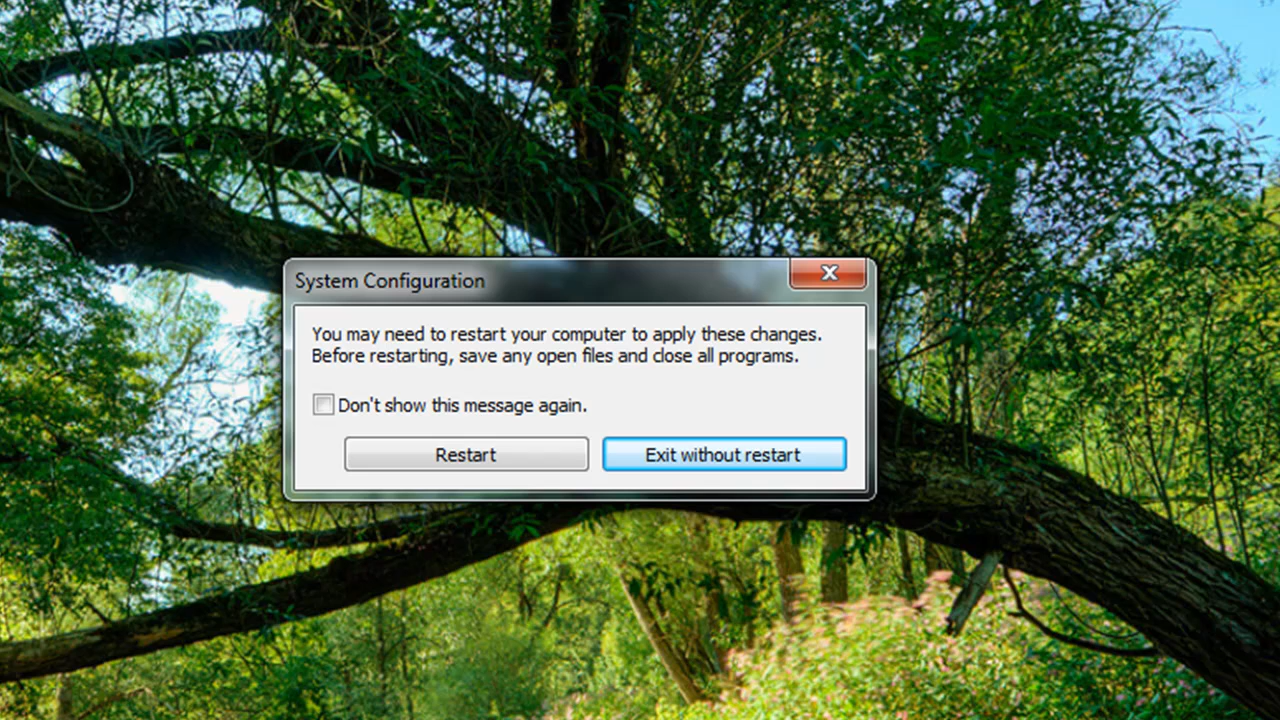 System Configuration
You may need to restart your computer to apply these changes.
Before restarting, save any open files and close all programs.
Don't show this message again.
Restart
Exit without restart